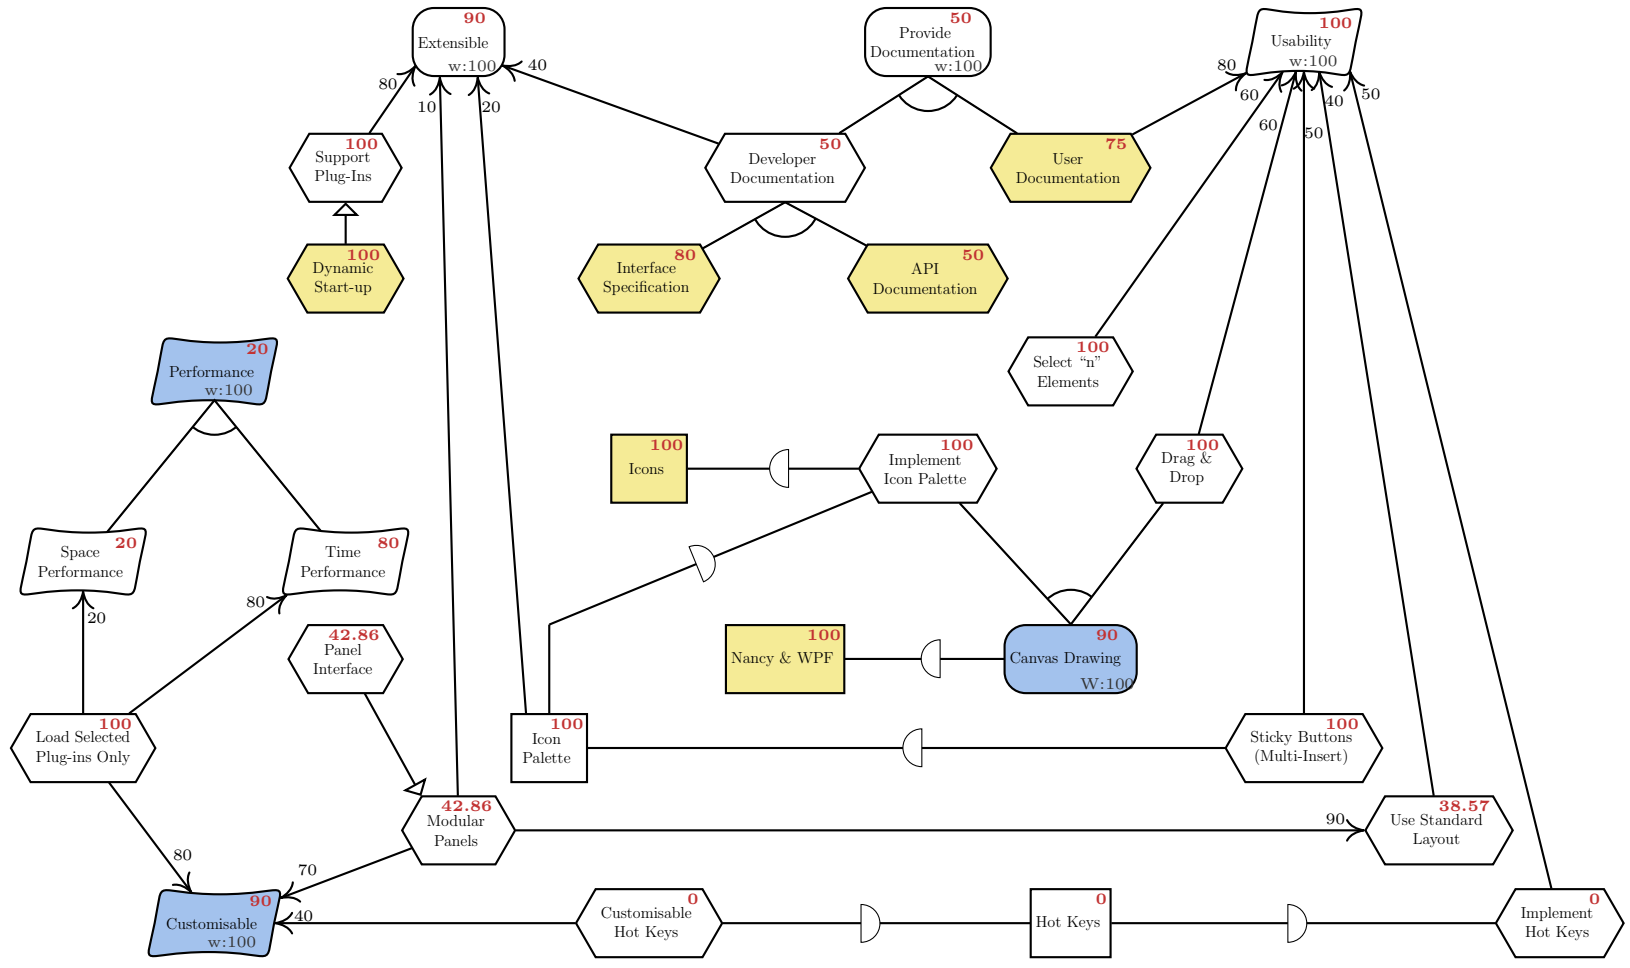 90
Extensible
w:100
50
Provide
Documentation
w:100
100
Usability
w:100
80
10
20
40
80
60
60
50
40
50
100
Support
Plug-Ins
50
Developer
Documentation
75
User
Documentation
100
Dynamic
Start-up
80
Interface
Specification
50
API
Documentation
20
Performance
w:100
100
Select “n”
Elements
100
Icons
100
Implement
Icon Palette
100
Drag &
Drop
20
Space
Performance
80
Time
Performance
20
80
42.86
Panel
Interface
100
Nancy & WPF
90
Canvas Drawing
W:100
100
Load Selected
Plug-ins Only
100
Icon
Palette
100
Sticky Buttons
(Multi-Insert)
42.86
Modular
Panels
90
38.57
Use Standard
Layout
80
70
40
90
Customisable
w:100
0
Customisable
Hot Keys
0
Hot Keys
0
Implement
Hot Keys